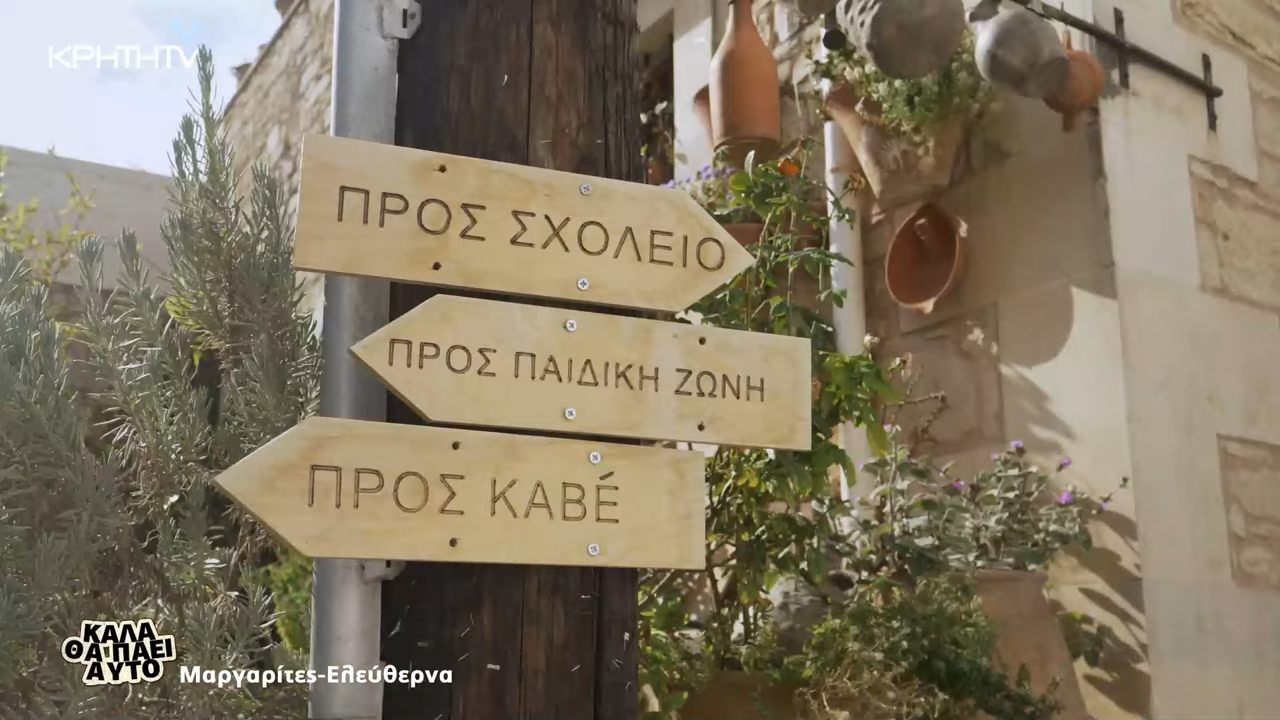 ΚΡΗΤΗTV
ΠΡΟΣ ΣΧΟΛΕΙΟ
ΠΡΟΣ ΠΑΙΔΙΚΗ ΖΩΝΗ
ΠΡΟΣ ΚΑΒΈ
ΚΑΛΑ
ΘΑ ΠΑΕΙ
ΑΥΤΟ
Μαργαρίτες-Ελεύθερνα